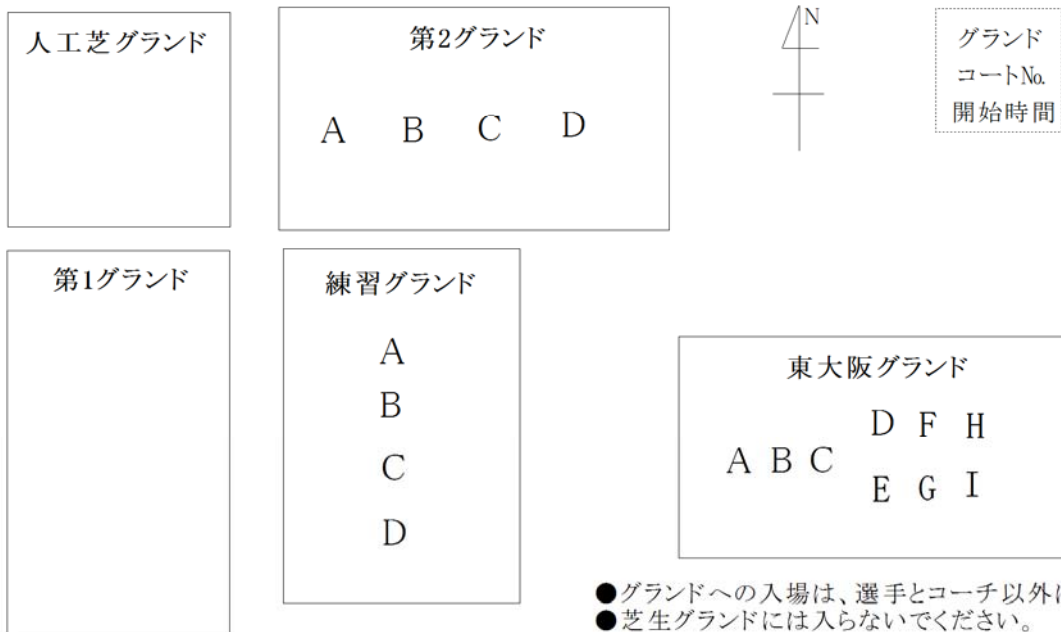 人工芝グランド
第2グランド
A B C D
N
グランド
コートNo.
開始時間
第1グランド
練習グランド
A
B
C
D
東大阪グランド
D F H
A B C
E G I
●グランドへの入場は、選手とコーチ以外
●芝生グランドには入らないでください。